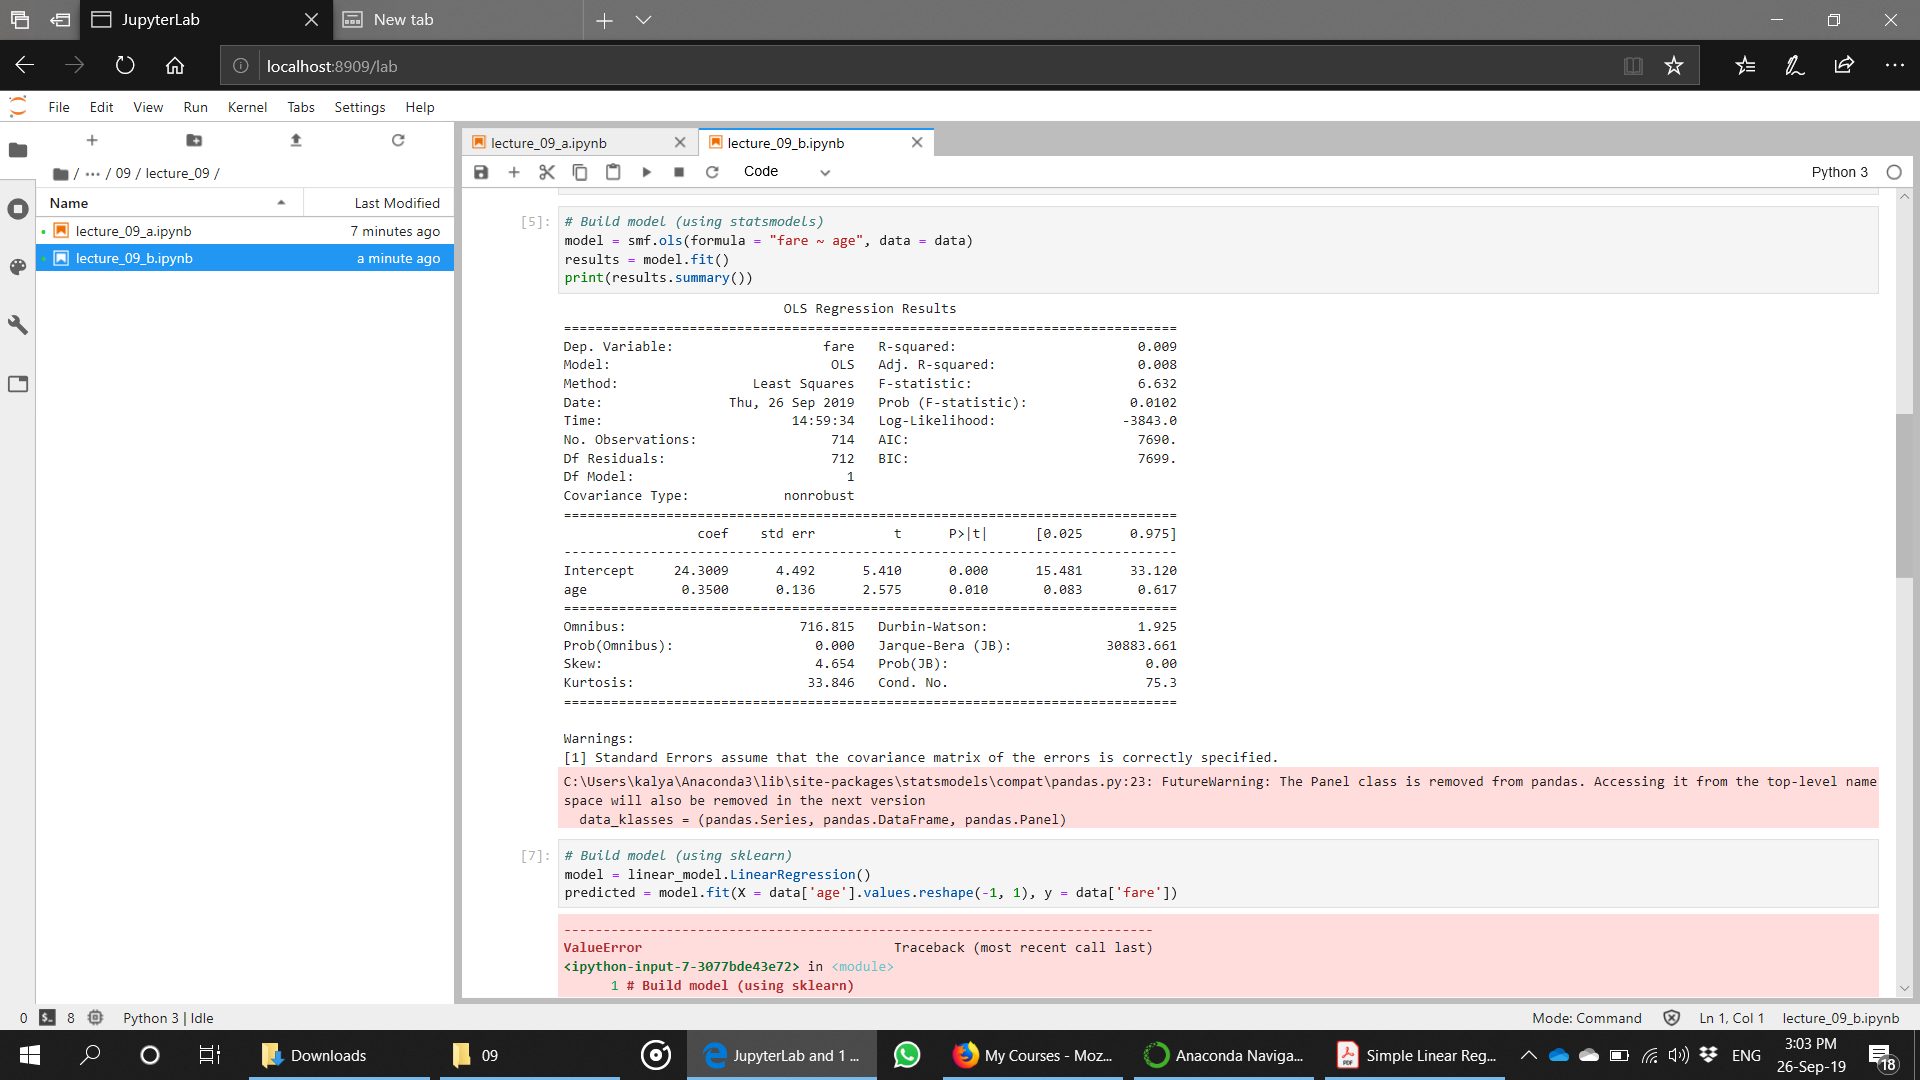 JupyterLab
New tab
localhost:8909/lab
File Edit View Run Kernel Tabs Settings Help
/ ... / 09 / lecture_09 /
Name Last Modified
lecture_09_a.ipynb 7 minutes ago
lecture_09_b.ipynb a minute ago
lecture_09_a.ipynb
lecture_09_b.ipynb
Code
Python 3
[5]:
# Build model (using statsmodels)
model = smf.ols(formula = "fare ~ age", data = data)
results = model.fit()
print(results.summary())
OLS Regression Results
==============================================================================
Dep. Variable: fare R-squared: 0.009
Model: OLS Adj. R-squared: 0.008
Method: Least Squares F-statistic: 6.632
Date: Thu, 26 Sep 2019 Prob (F-statistic): 0.0102
Time: 14:59:34 Log-Likelihood: -3843.0
No. Observations: 714 AIC: 7690.
Df Residuals: 712 BIC: 7699.
Df Model: 1
Covariance Type: nonrobust
==============================================================================
coef std err t P>|t| [0.025 0.975]
------------------------------------------------------------------------------
Intercept 24.3009 4.492 5.410 0.000 15.481 33.120
age 0.3500 0.136 2.575 0.010 0.083 0.617
==============================================================================
Omnibus: 716.815 Durbin-Watson: 1.925
Prob(Omnibus): 0.000 Jarque-Bera (JB): 30883.661
Skew: 4.654 Prob(JB): 0.00
Kurtosis: 33.846 Cond. No. 75.3
==============================================================================
Warnings:
[1] Standard Errors assume that the covariance matrix of the errors is correctly specified.
C:\Users\kalya\Anaconda3\lib\site-packages\statsmodels\compat\pandas.py:23: FutureWarning: The Panel class is removed from pandas. Accessing it from the top-level name
space will also be removed in the next version
data_klasses = (pandas.Series, pandas.DataFrame, pandas.Panel)
[7]:
# Build model (using sklearn)
model = linear_model.LinearRegression()
predicted = model.fit(X = data['age'].values.reshape(-1, 1), y = data['fare'])
---------------------------------------------------------------------------
ValueError Traceback (most recent call last)
<ipython-input-7-3077bde43e72> in <module>
1 # Build model (using sklearn)
0 $_ 8 Python 3 | Idle
Mode: Command Ln 1, Col 1 lecture_09_b.ipynb
Downloads
09
JupyterLab and 1 ...
My Courses - Moz...
Anaconda Naviga...
Simple Linear Reg...
ENG
3:03 PM
26-Sep-19
18